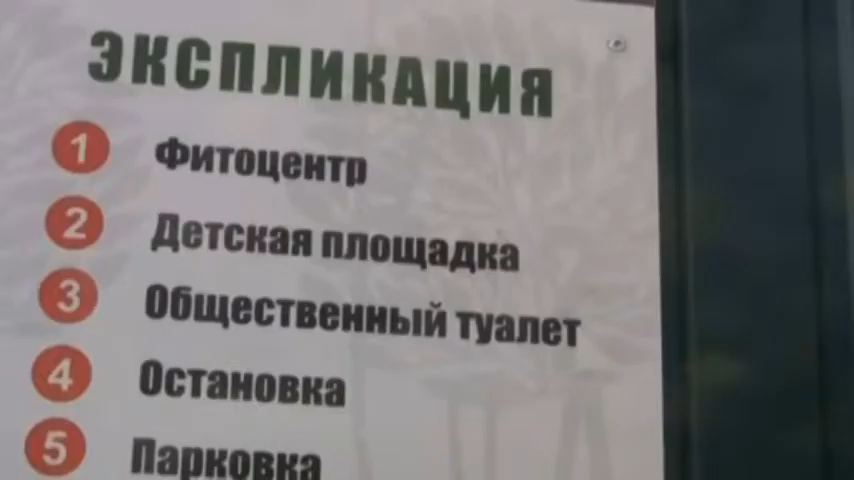 ЭКСПЛИКАЦИЯ
1 Фитоцентр
2 Детская площадка
3 Общественный туалет
4 Остановка
5 Парковка